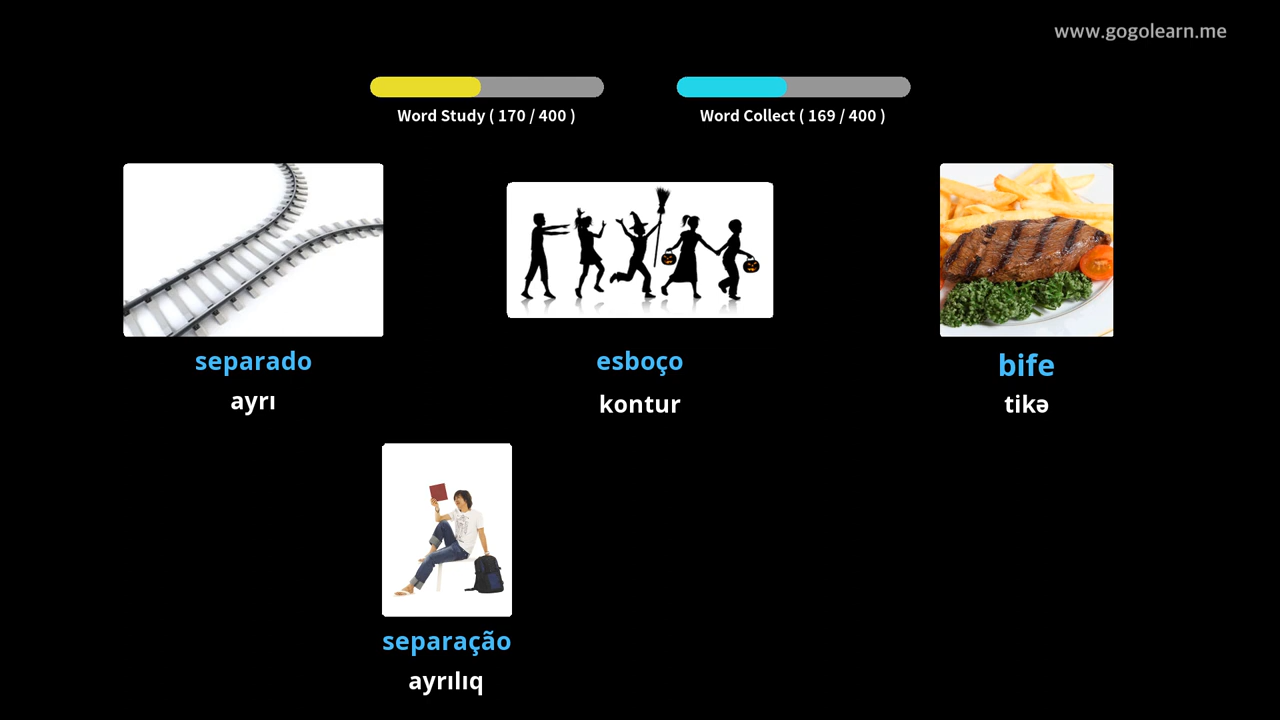 www.gogolearn.me
Word Study ( 170 / 400 )
Word Collect ( 169 / 400 )
separado
ayrı
esboço
kontur
bife
tikə
separação
ayrılıq